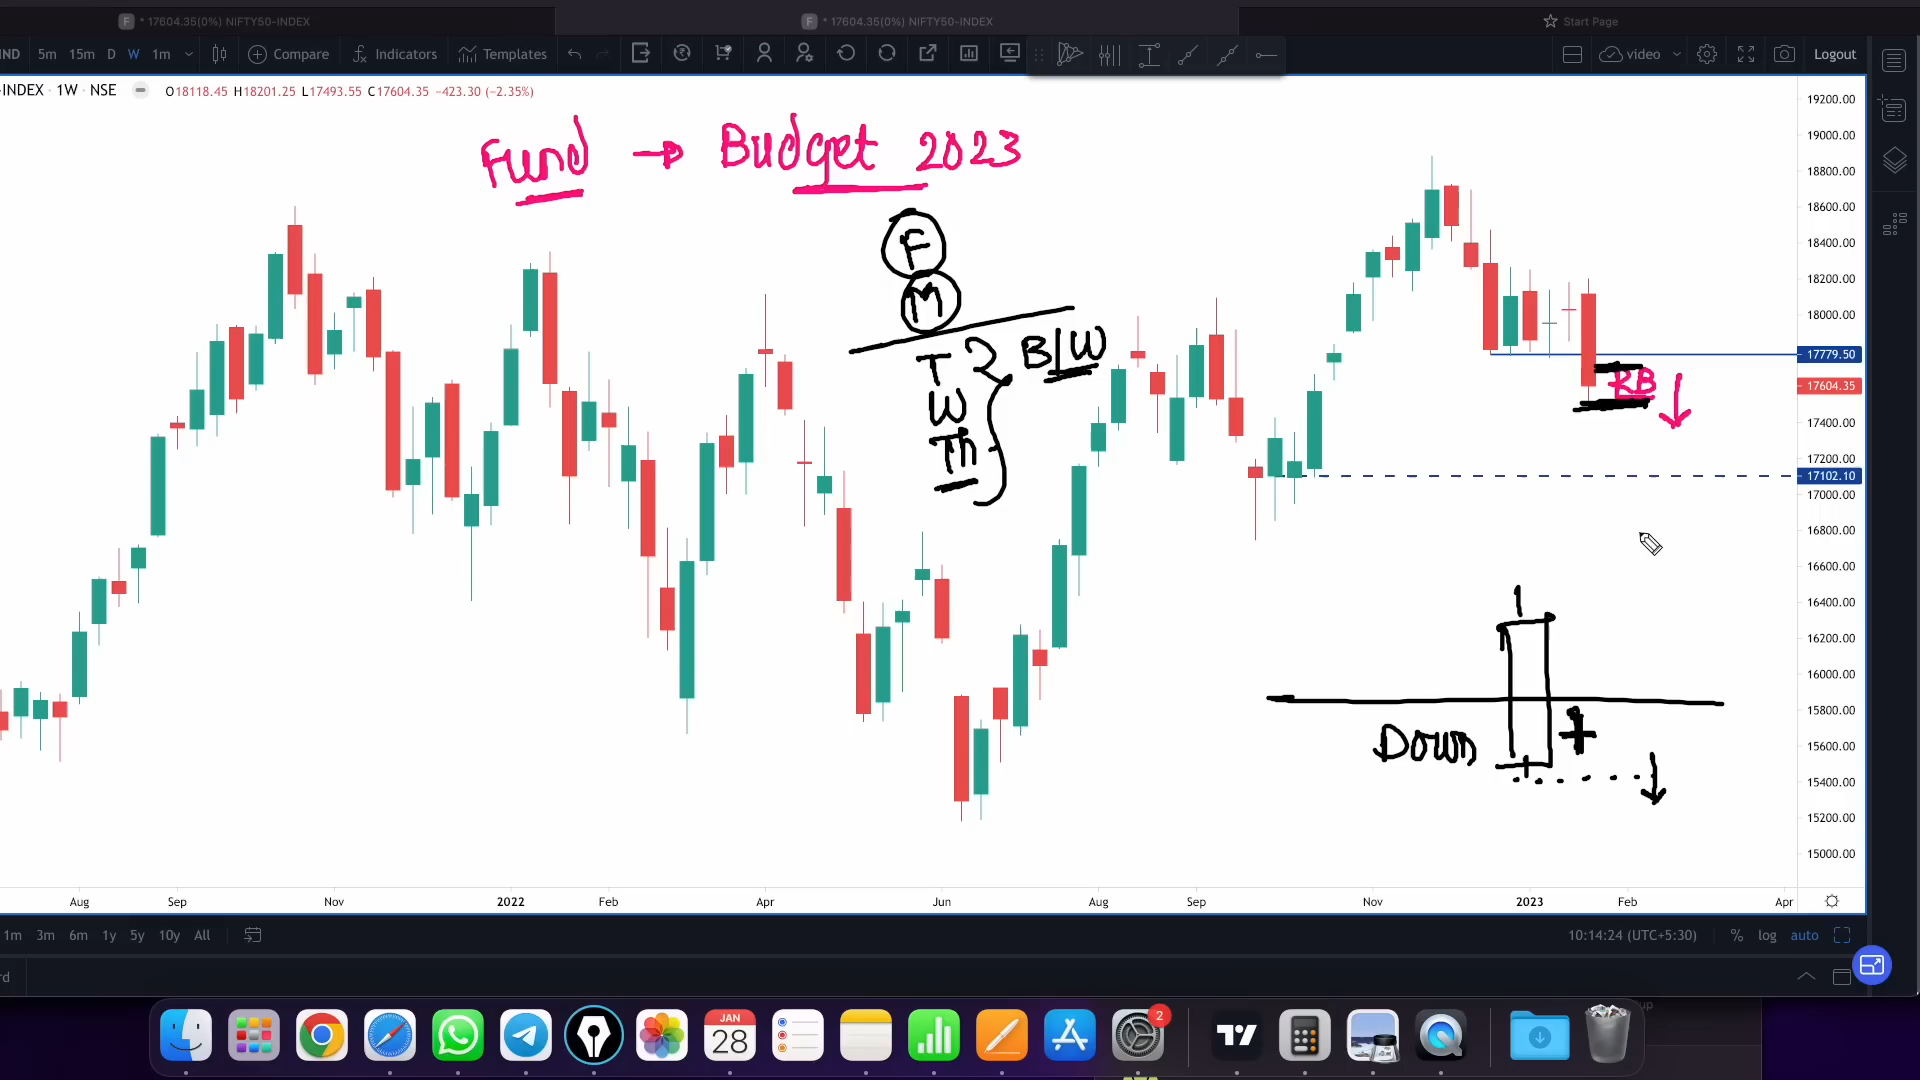 * 17604.35(0%) NIFTY50-INDEX
* 17604.35(0%) NIFTY50-INDEX
Start Page
IND 5m 15m D W 1m Compare Indicators Templates video Logout
-INDEX · 1W · NSE O18118.45 H18201.25 L17493.55 C17604.35 −423.30 (−2.35%)
Fund → Budget 2023
F
M
T B/W
W
Th
RB
Down
19200.00
19000.00
18800.00
18600.00
18400.00
18200.00
18000.00
17779.50
17604.35
17400.00
17200.00
17102.10
17000.00
16800.00
16600.00
16400.00
16200.00
16000.00
15800.00
15600.00
15400.00
15200.00
15000.00
Aug Sep Nov 2022 Feb Apr Jun Aug Sep Nov 2023 Feb Apr
1m 3m 6m 1y 5y 10y All 10:14:24 (UTC+5:30) % log auto
rd
JAN
28
2